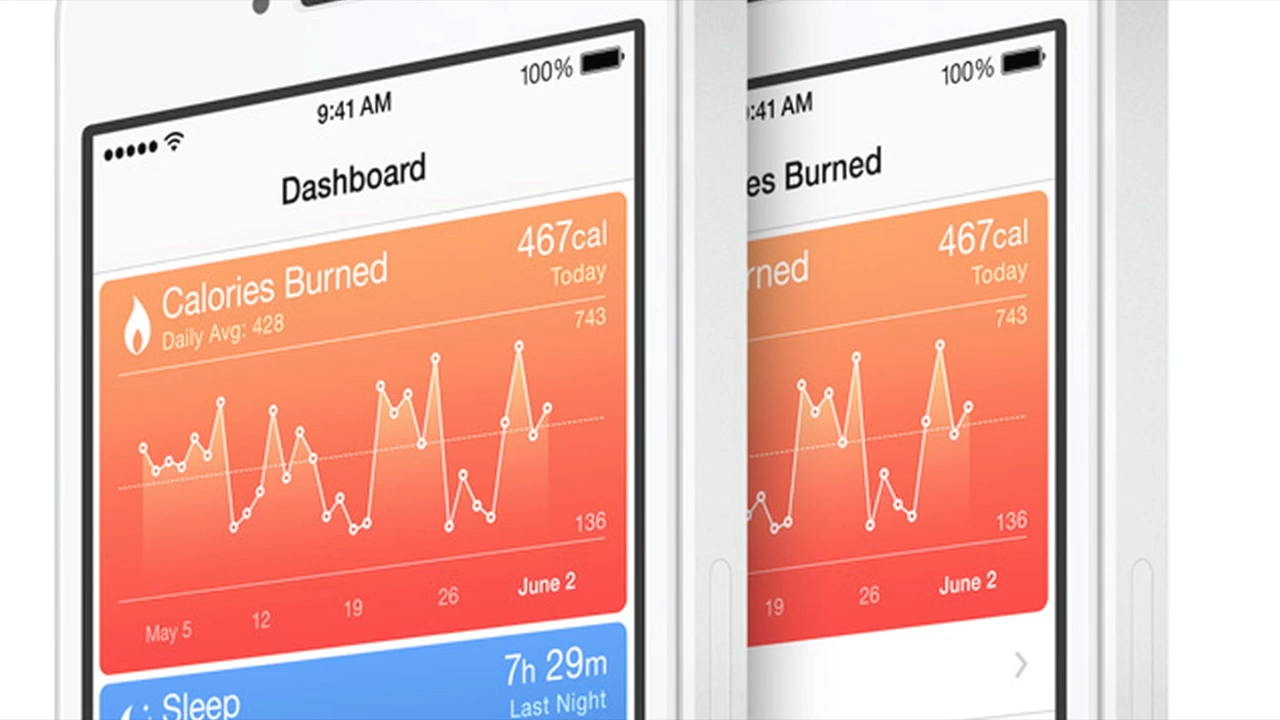 100%
9:41 AM
Dashboard
Calories Burned
467cal
Daily Avg: 428
Today
743
136
May 5
12
19
26
June 2
Sleep
7h 29m
Last Night
100%
:41 AM
es Burned
rned
467cal
Today
743
136
19
26
June 2